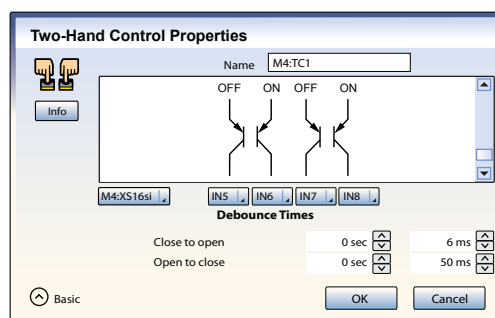 Two-Hand Control Properties
Name M4:TC1
OFF ON OFF ON
Info
M4:XS16si IN5 IN6 IN7 IN8
Debounce Times
Close to open 0 sec 6 ms
Open to close 0 sec 50 ms
Basic OK Cancel